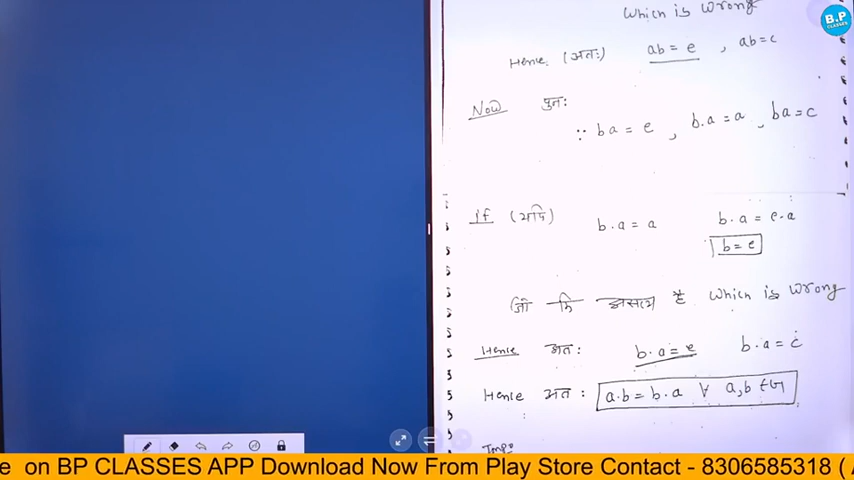 Which is Wrong
B.P
CLASSES
Hence (अतः) ab = e , ab = c
Now पुनः
∵ ba = e , b.a = a , ba = c
If (यदि) b.a = a b.a = e.a
b = e
जो कि असत्य है Which is Wrong
Hence अतः b.a = e b.a = c
Hence अतः a.b = b.a ∀ a,b ∈ G
Imp:
e on BP CLASSES APP Download Now From Play Store Contact - 8306585318 (